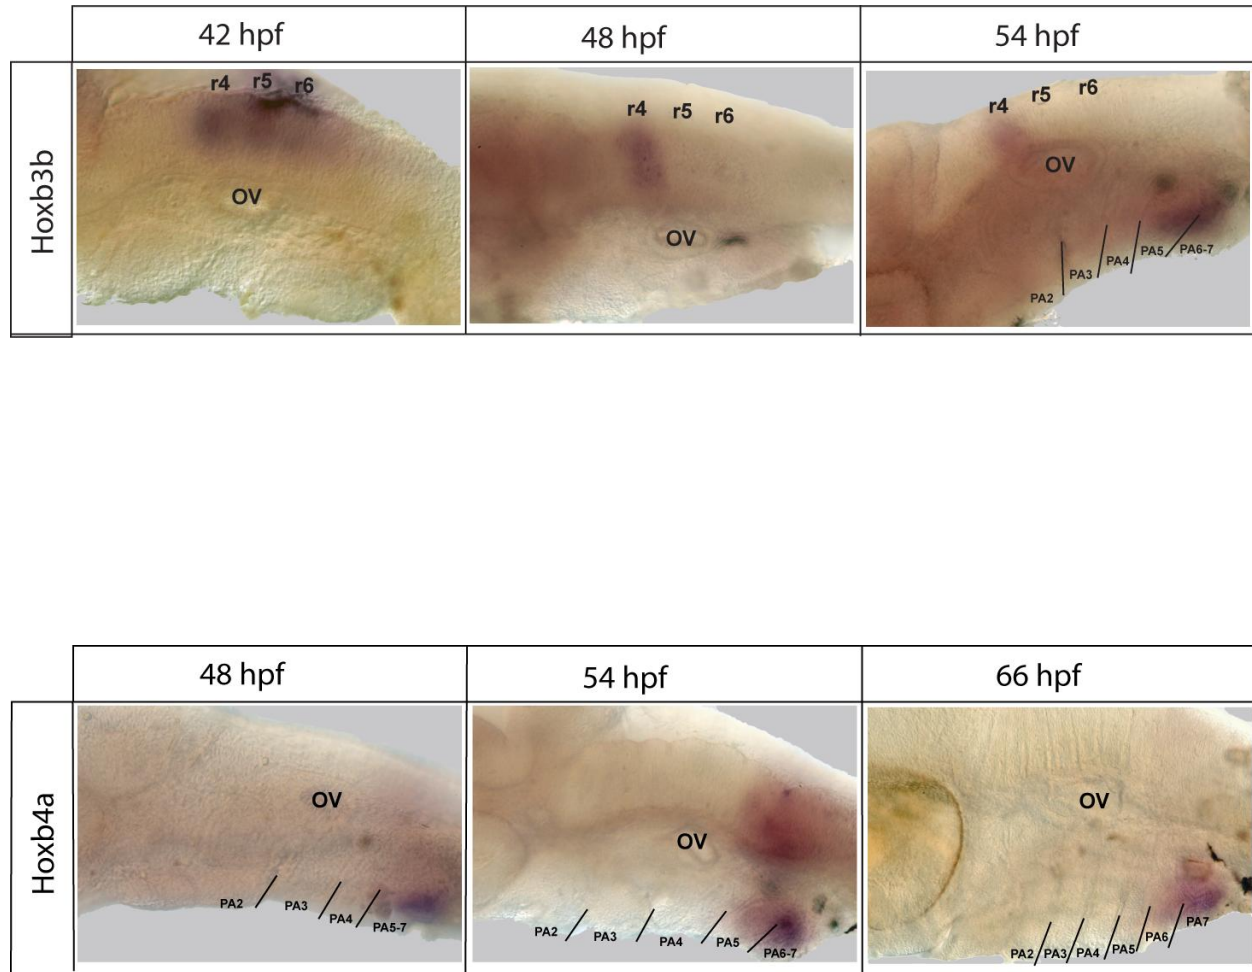 42 hpf
48 hpf
54 hpf
Hoxb3b
r4 r5 r6
OV
r4 r5 r6
OV
r4 r5 r6
OV
PA2 PA3 PA4 PA5 PA6-7
48 hpf
54 hpf
66 hpf
Hoxb4a
OV
PA2 PA3 PA4 PA5-7
OV
PA2 PA3 PA4 PA5 PA6-7
OV
PA2 PA3 PA4 PA5 PA6 PA7